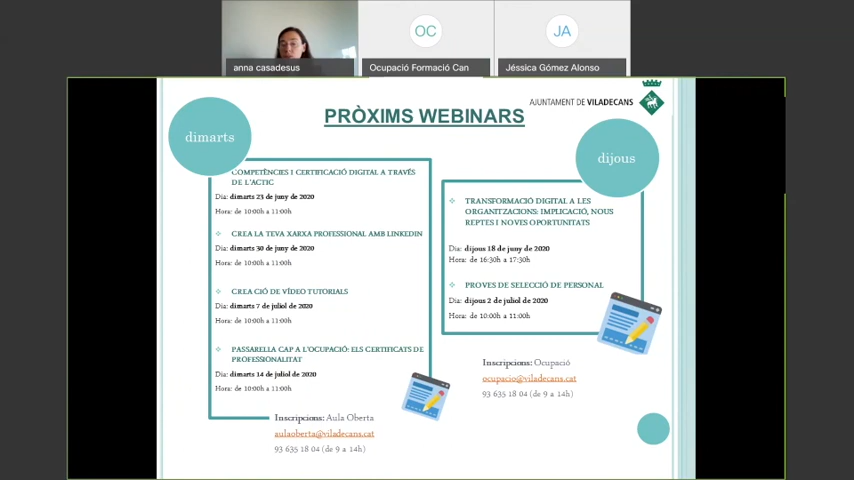 OC
JA
anna casadesus
Ocupació Formació Can
Jéssica Gómez Alonso
AJUNTAMENT DE VILADECANS
PRÒXIMS WEBINARS
dimarts
COMPETÈNCIES I CERTIFICACIÓ DIGITAL A TRAVÉS
DE L'ACTIC
Dia: dimarts 23 de juny de 2020
Hora: de 10:00h a 11:00h
CREA LA TEVA XARXA PROFESSIONAL AMB LINKEDIN
Dia: dimarts 30 de juny de 2020
Hora: de 10:00h a 11:00h
CREA CIÓ DE VÍDEO TUTORIALS
Dia: dimarts 7 de juliol de 2020
Hora: de 10:00h a 11:00h
PASSARELLA CAP A L'OCUPACIÓ: ELS CERTIFICATS DE
PROFESSIONALITAT
Dia: dimarts 14 de juliol de 2020
Hora: de 10:00h a 11:00h
Inscripcions: Aula Oberta
aulaoberta@viladecans.cat
93 635 18 04 (de 9 a 14h)
dijous
TRANSFORMACIÓ DIGITAL A LES
ORGANITZACIONS: IMPLICACIÓ, NOUS
REPTES I NOVES OPORTUNITATS
Dia: dijous 18 de juny de 2020
Hora: de 16:30h a 17:30h
PROVES DE SELECCIÓ DE PERSONAL
Dia: dijous 2 de juliol de 2020
Hora: de 10:00h a 11:00h
Inscripcions: Ocupació
ocupacio@viladecans.cat
93 635 18 04 (de 9 a 14h)